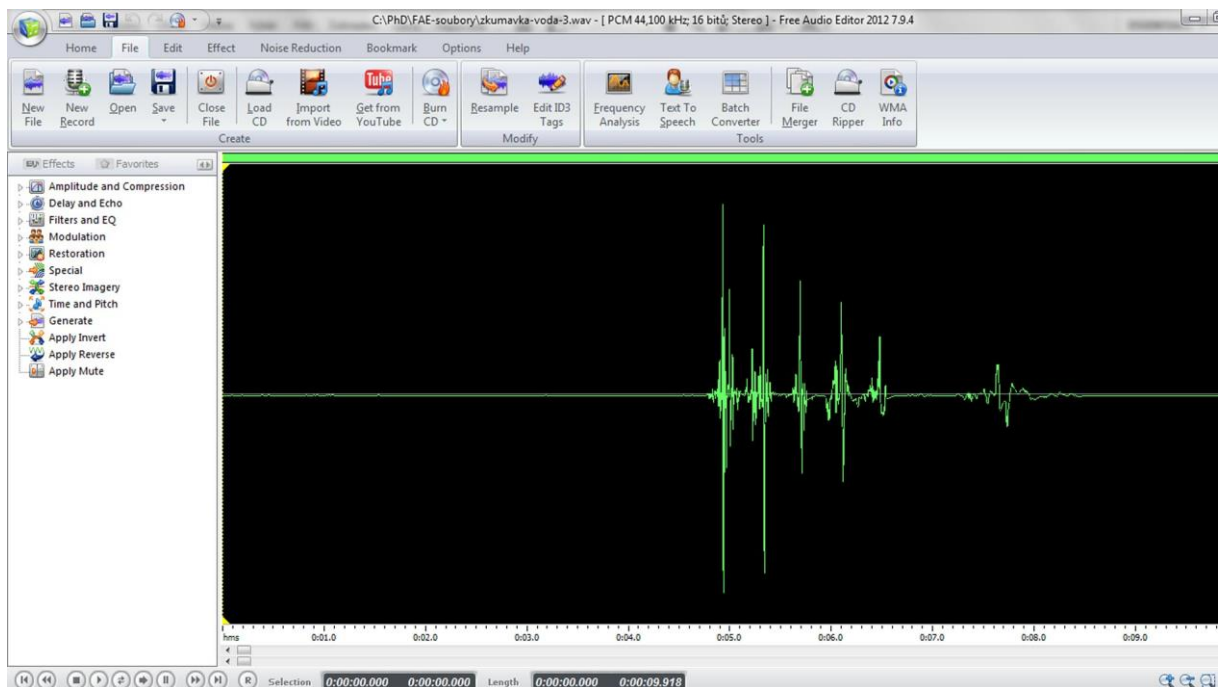 C:\PhD\FAE-soubory\zkumavka-voda-3.wav - [ PCM 44,100 kHz; 16 bitů; Stereo ] - Free Audio Editor 2012 7.9.4
Home File Edit Effect Noise Reduction Bookmark Options Help
New File
New Record
Open
Save
Close File
Load CD
Import from Video
You Tube
Get from YouTube
Burn CD
Resample
Edit ID3 Tags
Frequency Analysis
Text To Speech
Batch Converter
File Merger
CD Ripper
WMA Info
Create Modify Tools
Effects Favorites
Amplitude and Compression
Delay and Echo
Filters and EQ
Modulation
Restoration
Special
Stereo Imagery
Time and Pitch
Generate
Apply Invert
Apply Reverse
Apply Mute
hms 0:01.0 0:02.0 0:03.0 0:04.0 0:05.0 0:06.0 0:07.0 0:08.0 0:09.0
R Selection 0:00:00.000 0:00:00.000 Length 0:00:00.000 0:00:09.918